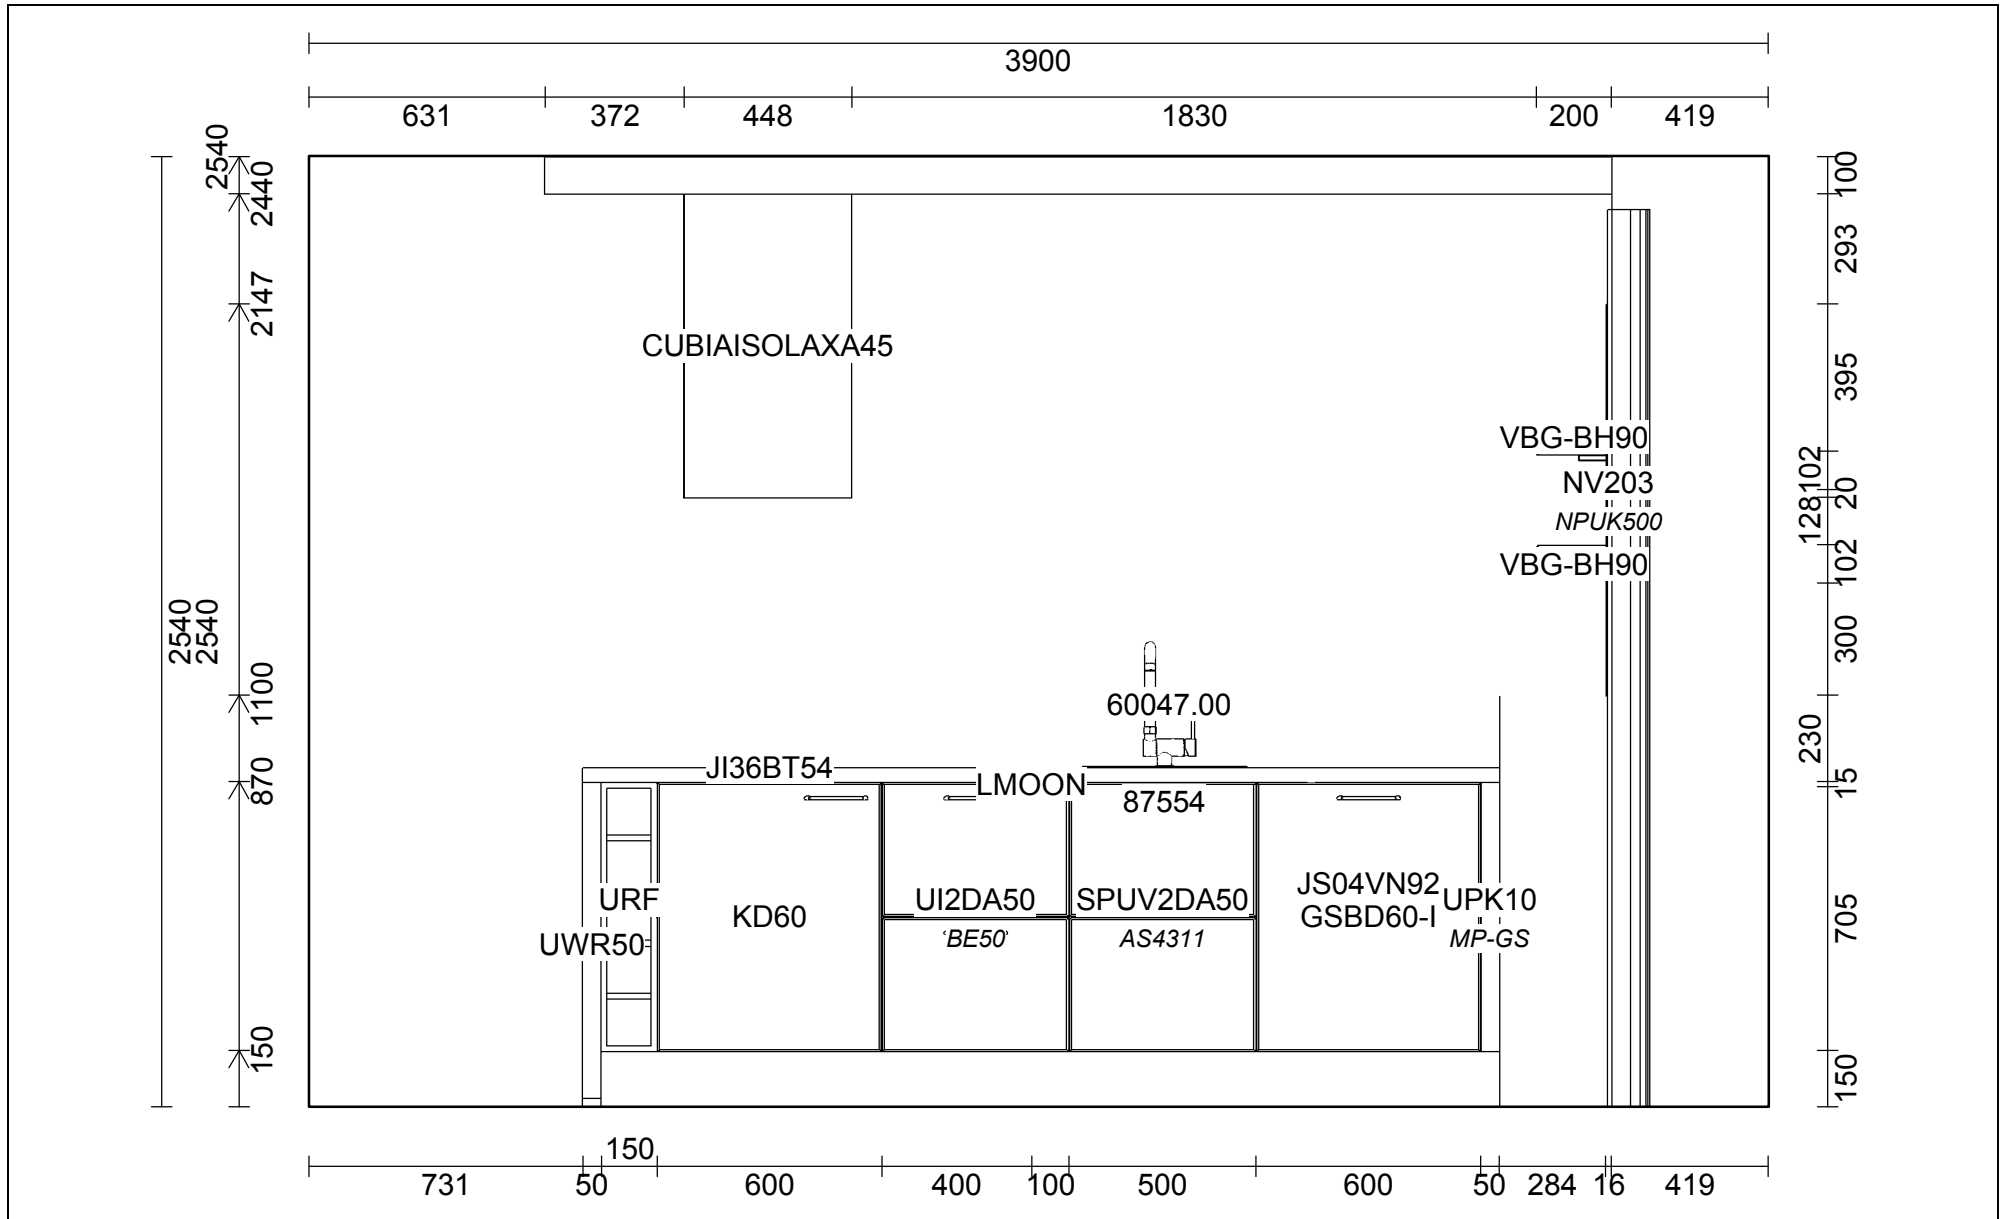 3900
631 372 448 1830 200 419
2540
2440
2147
2540
2540
1100
870
150
100
293
395
102
20
128
102
300
230
15
705
150
CUBIAISOLAXA45
VBG-BH90
NV203
NPUK500
VBG-BH90
60047.00
JI36BT54
LMOON
87554
URF
UWR50
KD60
UI2DA50
BE50
SPUV2DA50
AS4311
JS04VN92
GSBD60-I
UPK10
MP-GS
150
731 50 600 400 100 500 600 50 284 16 419